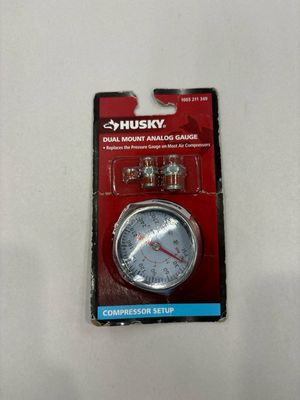 1003 211 349
HUSKY
DUAL MOUNT ANALOG GAUGE
• Replaces the Pressure Gauge on Most Air Compressors
COMPRESSOR SETUP